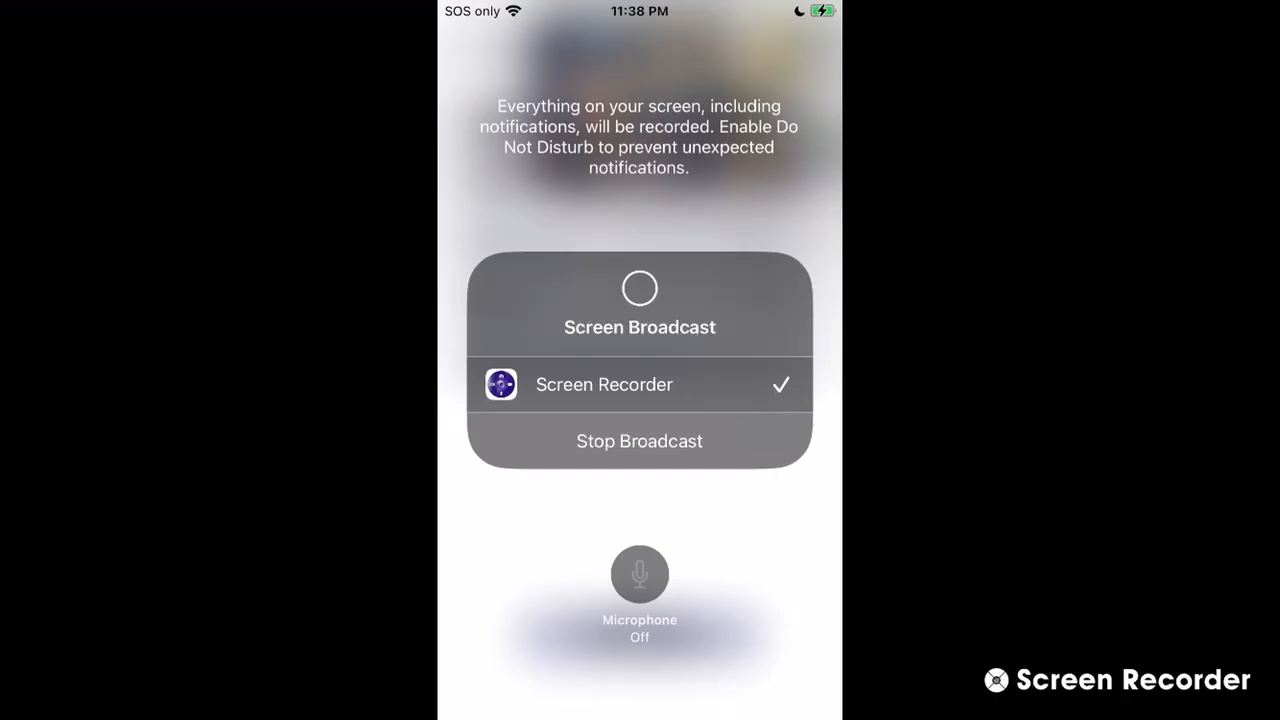 SOS only
11:38 PM
Everything on your screen, including
notifications, will be recorded. Enable Do
Not Disturb to prevent unexpected
notifications.
Screen Broadcast
Screen Recorder
Stop Broadcast
Microphone
Off
Screen Recorder